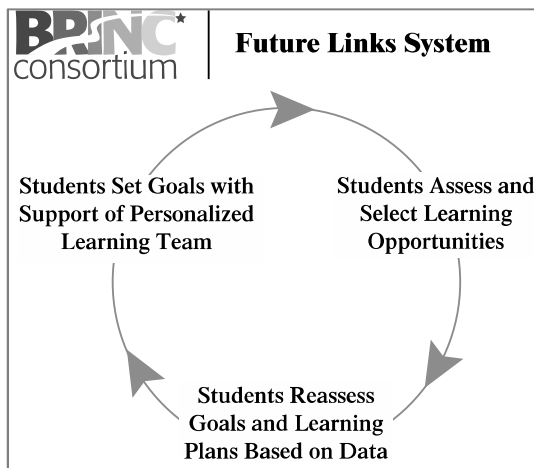 BRINC
consortium
Future Links System
Students Set Goals with
Support of Personalized
Learning Team
Students Assess and
Select Learning
Opportunities
Students Reassess
Goals and Learning
Plans Based on Data